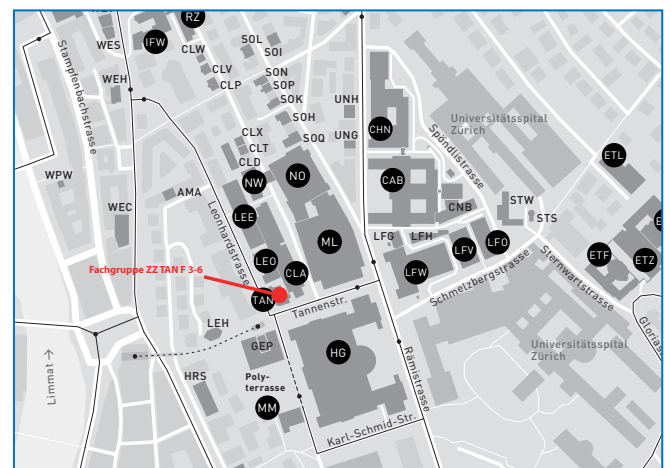 RZ
IFW
WES
CLW
SOL
SOI
CLV
CLP
SON
SOP
SOK
SOH
SOQ
WEH
UNH
UNG
CHN
Universitätsspital
Zürich
Spöndlistrasse
ETL
Stampfenbachstrasse
CLX
CLT
CLD
NO
NW
CAB
WPW
AMA
WEC
LEE
Leonhardstrasse
CNB
STW
STS
LFG
LFH
LFV
LFO
ML
LEO
CLA
LFW
ETF
ETZ
Fachgruppe ZZ TAN F 3-6
TAN
Tannenstr.
Schmelzbergstrasse
Sternwartstrasse
LEH
GEP
HG
Rämistrasse
Universitätsspital
Zürich
Limmat →
HRS
Poly-
terrasse
MM
Karl-Schmid-Str.